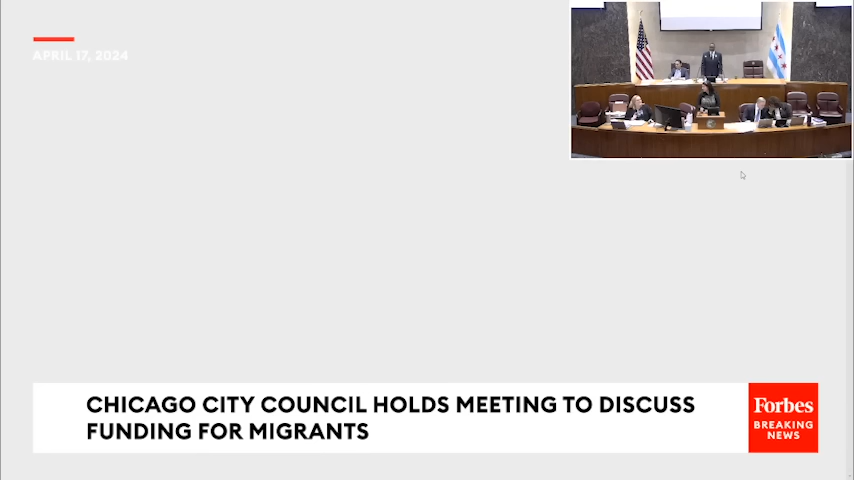 APRIL 17, 2024
CHICAGO CITY COUNCIL HOLDS MEETING TO DISCUSS
FUNDING FOR MIGRANTS
Forbes
BREAKING
NEWS